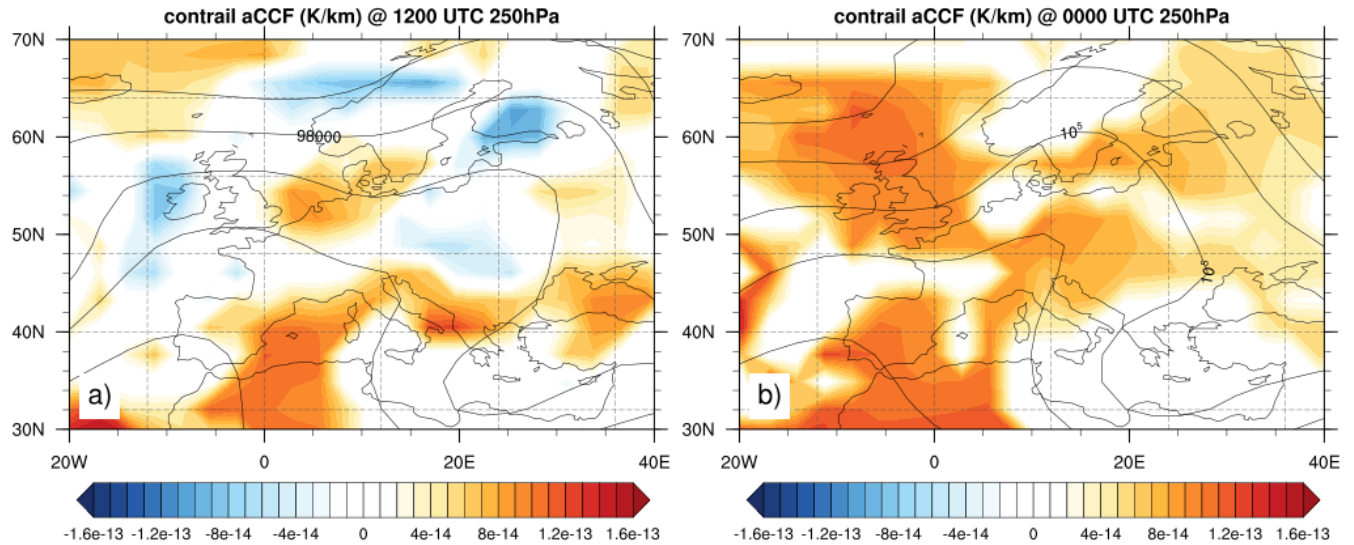 contrail aCCF (K/km) @ 1200 UTC 250hPa
70N
60N
50N
40N
30N
98000
a)
20W 0 20E 40E
-1.6e-13 -1.2e-13 -8e-14 -4e-14 0 4e-14 8e-14 1.2e-13 1.6e-13
contrail aCCF (K/km) @ 0000 UTC 250hPa
70N
60N
50N
40N
30N
10⁵
10⁵
b)
20W 0 20E 40E
-1.6e-13 -1.2e-13 -8e-14 -4e-14 0 4e-14 8e-14 1.2e-13 1.6e-13